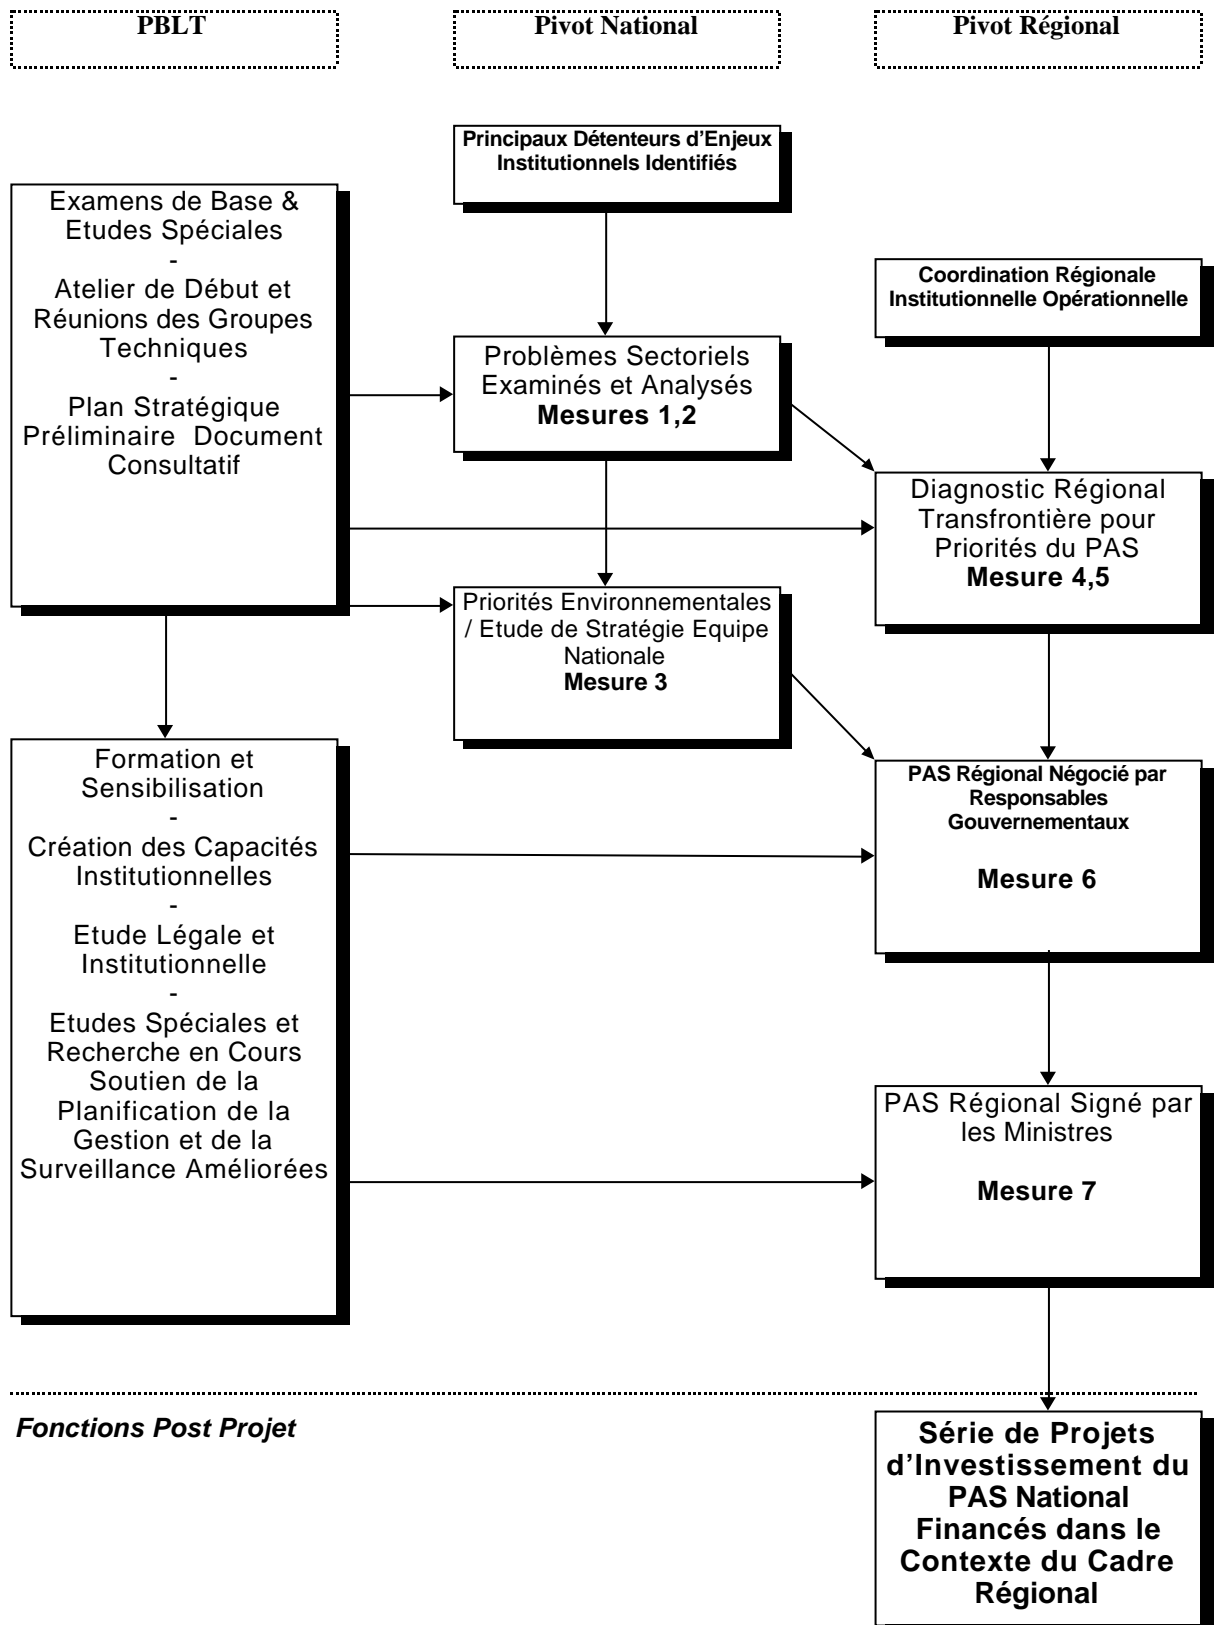 PBLT
Pivot National
Pivot Régional
Principaux Détenteurs d'Enjeux
Institutionnels Identifiés
Examens de Base &
Etudes Spéciales
-
Atelier de Début et
Réunions des Groupes
Techniques
-
Plan Stratégique
Préliminaire Document
Consultatif
Coordination Régionale
Institutionnelle Opérationnelle
Problèmes Sectoriels
Examinés et Analysés
Mesures 1,2
Diagnostic Régional
Transfrontière pour
Priorités du PAS
Mesure 4,5
Priorités Environnementales
/ Etude de Stratégie Equipe
Nationale
Mesure 3
Formation et
Sensibilisation
-
Création des Capacités
Institutionnelles
-
Etude Légale et
Institutionnelle
-
Etudes Spéciales et
Recherche en Cours
Soutien de la
Planification de la
Gestion et de la
Surveillance Améliorées
PAS Régional Négocié par
Responsables
Gouvernementaux
Mesure 6
PAS Régional Signé par
les Ministres
Mesure 7
Fonctions Post Projet
Série de Projets
d'Investissement du
PAS National
Financés dans le
Contexte du Cadre
Régional